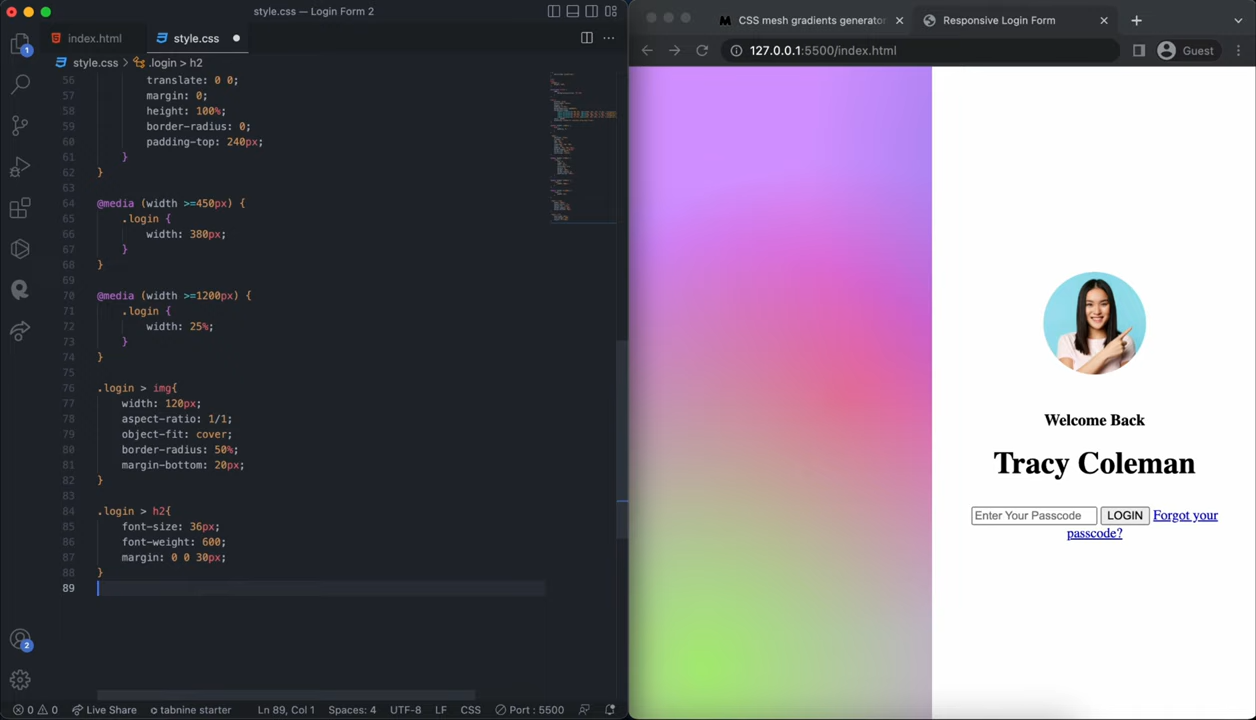 style.css — Login Form 2
index.html
style.css
style.css > .login > h2
56 translate: 0 0;
57 margin: 0;
58 height: 100%;
59 border-radius: 0;
60 padding-top: 240px;
61 }
62 }
63
64 @media (width >=450px) {
65 .login {
66 width: 380px;
67 }
68 }
69
70 @media (width >=1200px) {
71 .login {
72 width: 25%;
73 }
74 }
75
76 .login > img{
77 width: 120px;
78 aspect-ratio: 1/1;
79 object-fit: cover;
80 border-radius: 50%;
81 margin-bottom: 20px;
82 }
83
84 .login > h2{
85 font-size: 36px;
86 font-weight: 600;
87 margin: 0 0 30px;
88 }
89
1
2
0 0 Live Share tabnine starter Ln 89, Col 1 Spaces: 4 UTF-8 LF CSS Port : 5500
CSS mesh gradients generator
Responsive Login Form
127.0.0.1:5500/index.html
Guest
Welcome Back
Tracy Coleman
Enter Your Passcode LOGIN Forgot your
passcode?